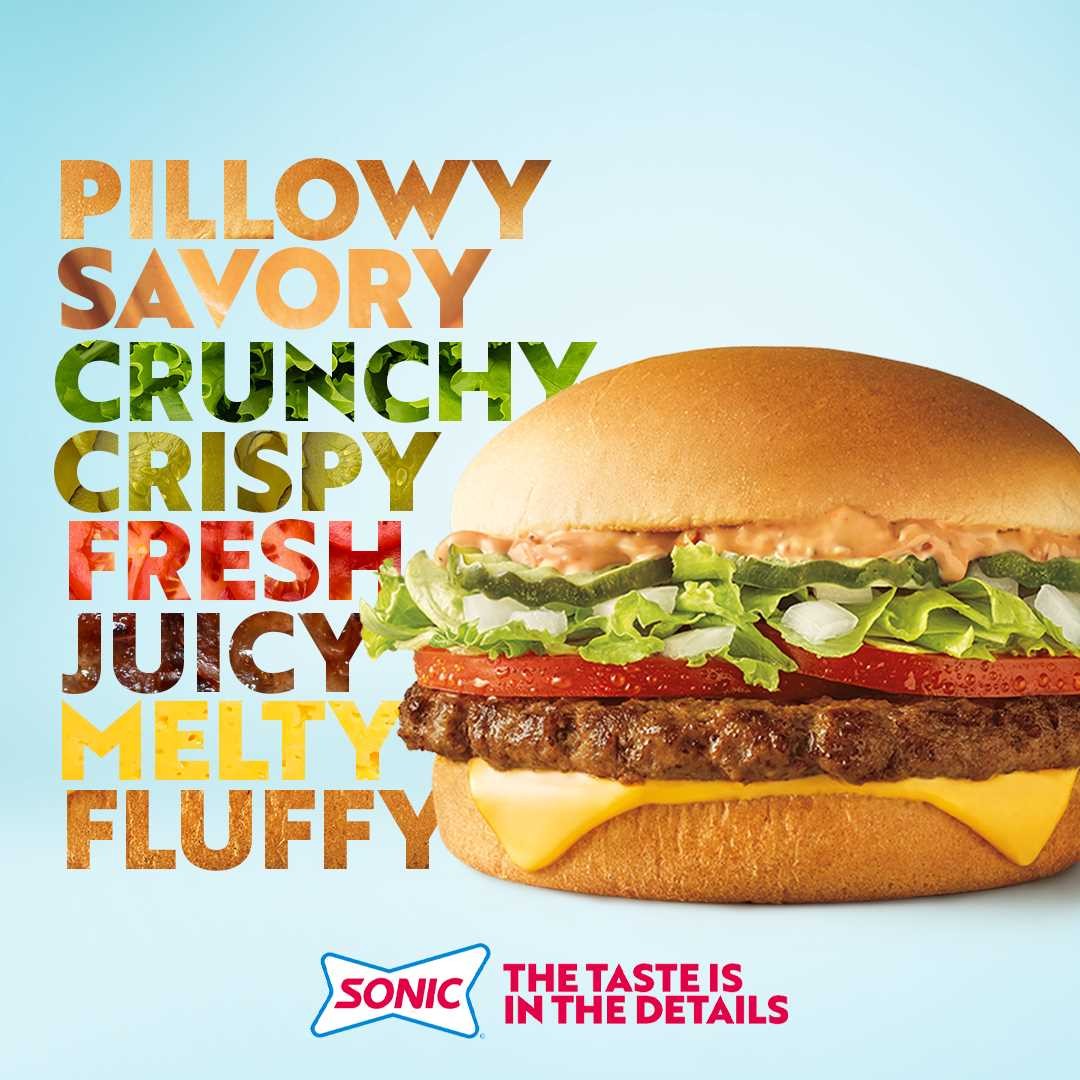 PILLOWY
SAVORY
CRUNCHY
CRISPY
FRESH
JUICY
MELTY
FLUFFY
SONIC
THE TASTE IS
IN THE DETAILS